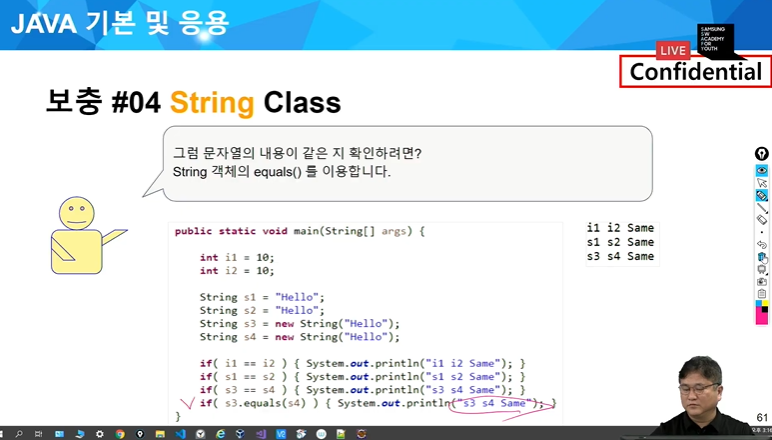 JAVA 기본 및 응용
SAMSUNG
SW
ACADEMY
FOR
YOUTH
LIVE
Confidential
보충 #04 String Class
그럼 문자열의 내용이 같은 지 확인하려면?
String 객체의 equals() 를 이용합니다.
public static void main(String[] args) {
int i1 = 10;
int i2 = 10;
String s1 = "Hello";
String s2 = "Hello";
String s3 = new String("Hello");
String s4 = new String("Hello");
if( i1 == i2 ) { System.out.println("i1 i2 Same"); }
if( s1 == s2 ) { System.out.println("s1 s2 Same"); }
if( s3 == s4 ) { System.out.println("s3 s4 Same"); }
if( s3.equals(s4) ) { System.out.println("s3 s4 Same"); }
}
i1 i2 Same
s1 s2 Same
s3 s4 Same
61